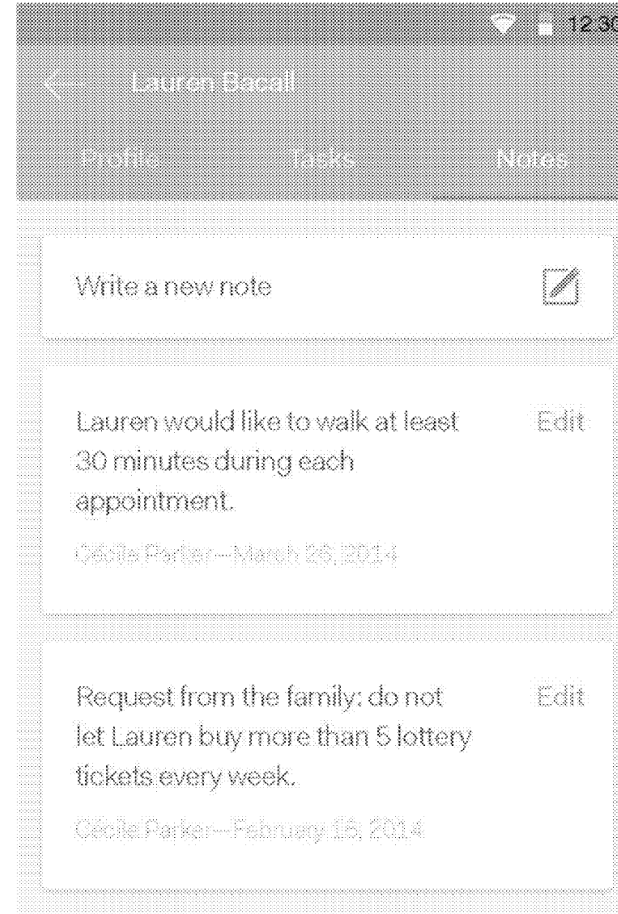 12:30
Lauren Bacall
Profile Tasks Notes
Write a new note
Lauren would like to walk at least Edit
30 minutes during each
appointment.
Cécile Parker—March 26, 2014
Request from the family: do not Edit
let Lauren buy more than 5 lottery
tickets every week.
Cécile Parker—February 16, 2014